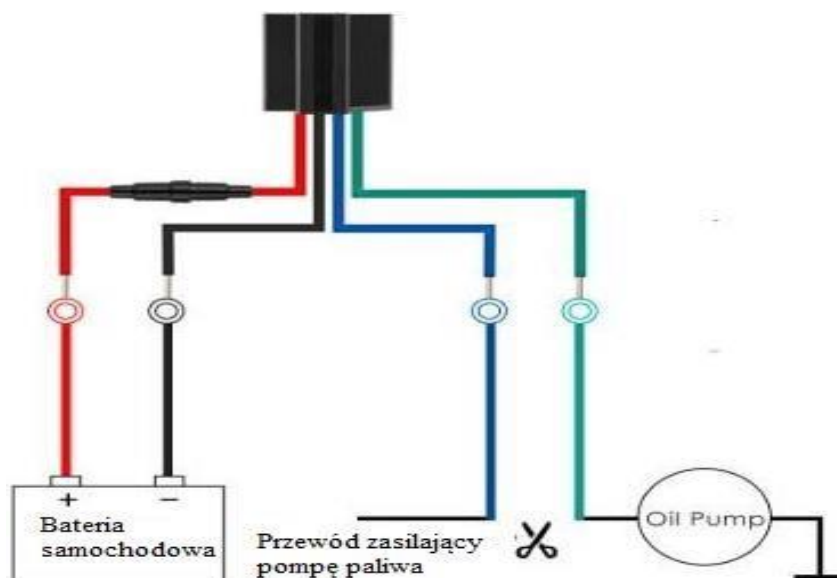 + −
Bateria
samochodowa
Przewód zasilający
pompę paliwa
Oil Pump